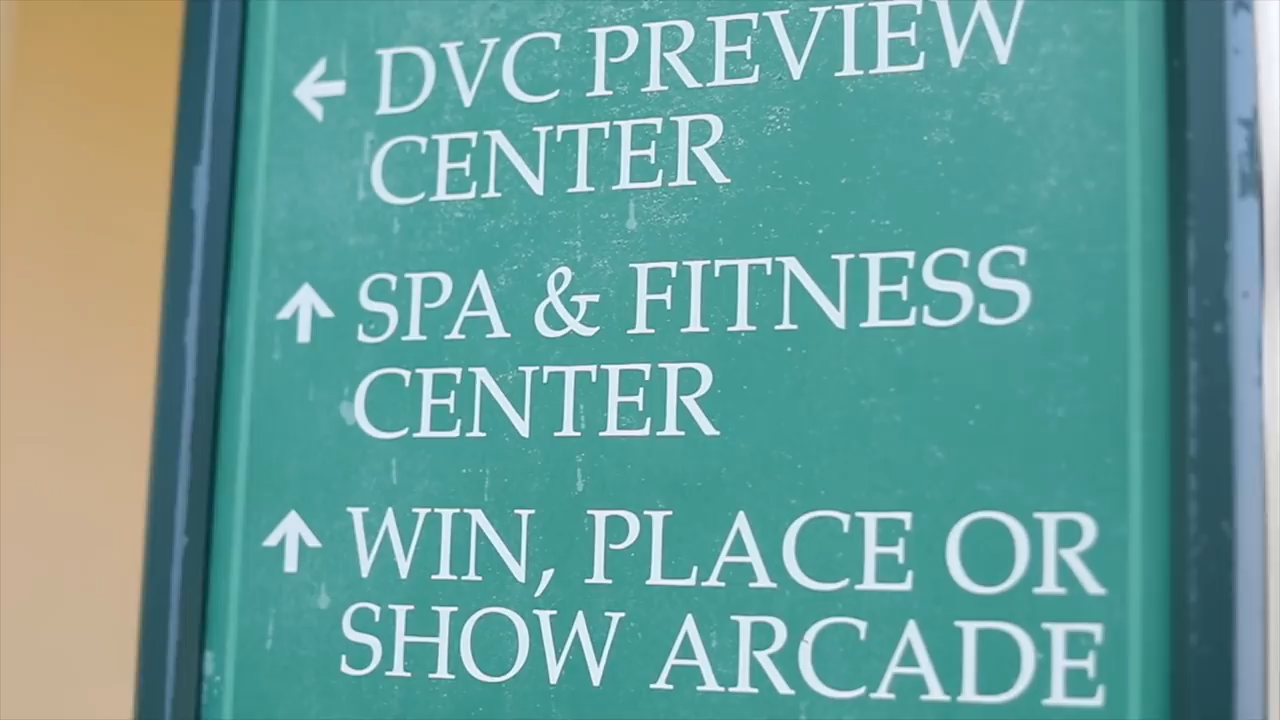 ← DVC PREVIEW
CENTER
↑ SPA & FITNESS
CENTER
↑ WIN, PLACE OR
SHOW ARCADE